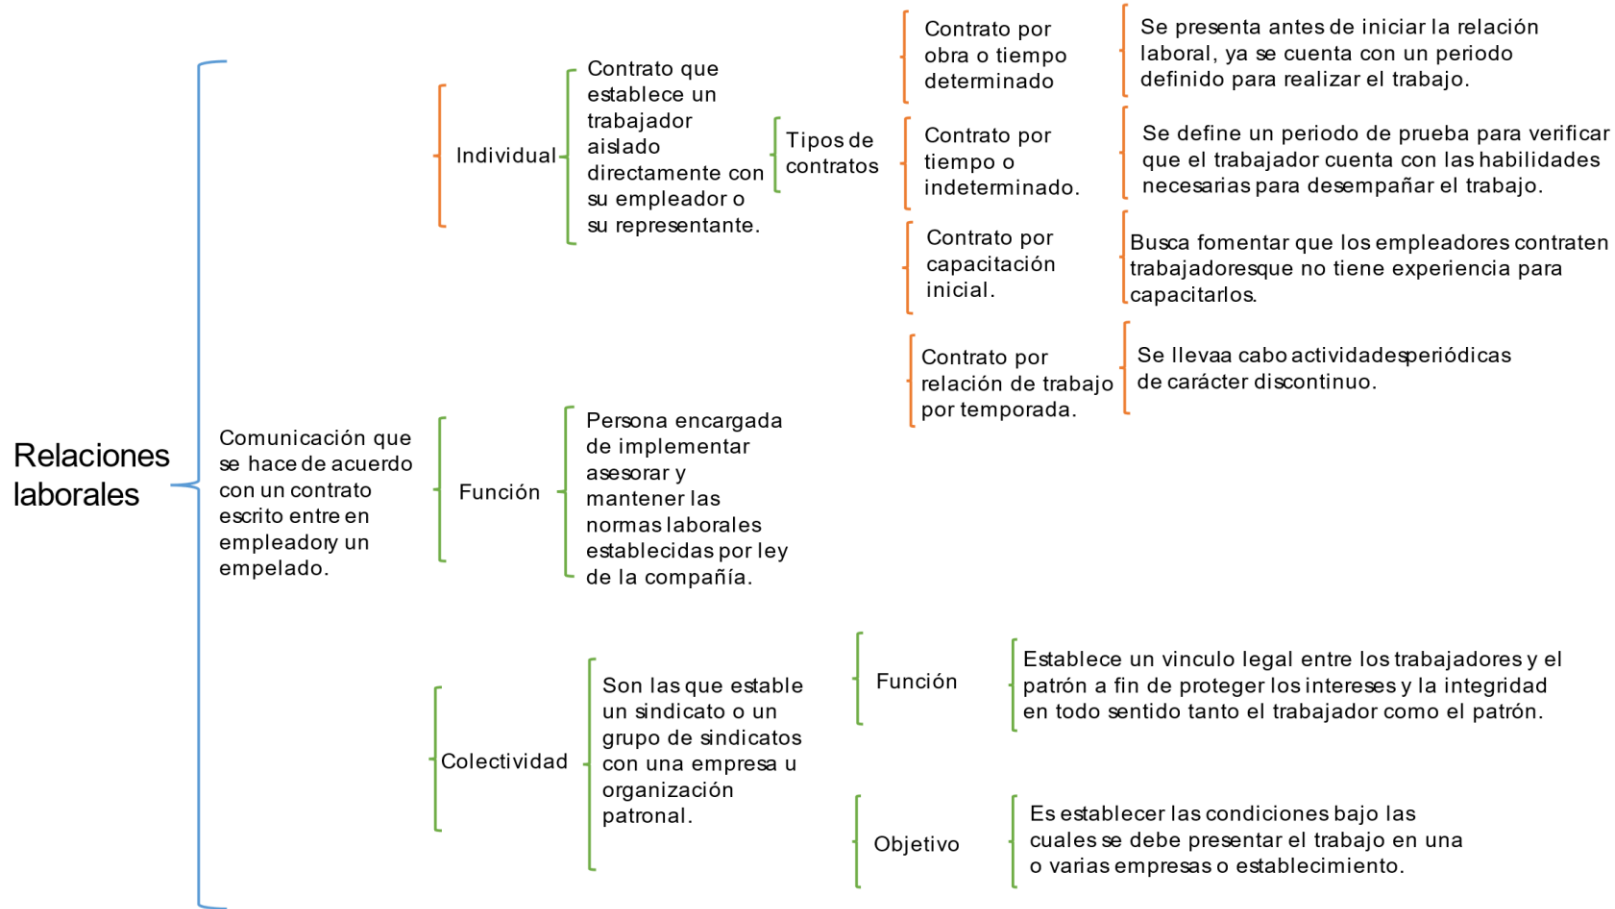 Relaciones
laborales
Comunicación que
se hace de acuerdo
con un contrato
escrito entre en
empleadory un
empelado.
Individual
Contrato que
establece un
trabajador
aislado
directamente con
su empleador o
su representante.
Tipos de
contratos
Contrato por
obra o tiempo
determinado
Se presenta antes de iniciar la relación
laboral, ya se cuenta con un periodo
definido para realizar el trabajo.
Contrato por
tiempo o
indeterminado.
Se define un periodo de prueba para verificar
que el trabajador cuenta con las habilidades
necesarias para desempañar el trabajo.
Contrato por
capacitación
inicial.
Busca fomentar que los empleadores contraten
trabajadoresque no tiene experiencia para
capacitarlos.
Contrato por
relación de trabajo
por temporada.
Se llevaa cabo actividadesperiódicas
de carácter discontinuo.
Función
Persona encargada
de implementar
asesorar y
mantener las
normas laborales
establecidas por ley
de la compañía.
Colectividad
Son las que estable
un sindicato o un
grupo de sindicatos
con una empresa u
organización
patronal.
Función
Establece un vinculo legal entre los trabajadores y el
patrón a fin de proteger los intereses y la integridad
en todo sentido tanto el trabajador como el patrón.
Objetivo
Es establecer las condiciones bajo las
cuales se debe presentar el trabajo en una
o varias empresas o establecimiento.